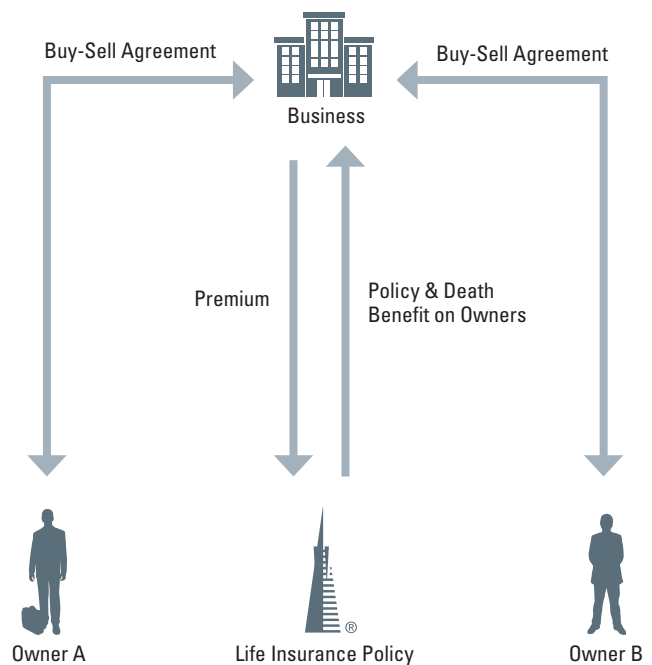 Buy-Sell Agreement
Buy-Sell Agreement
Business
Premium
Policy & Death
Benefit on Owners
®
Owner A
Life Insurance Policy
Owner B